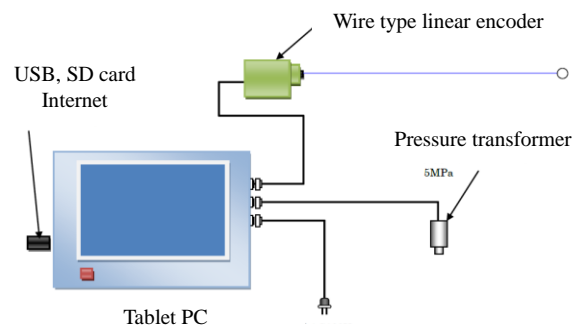 Wire type linear encoder
USB, SD card
Internet
Pressure transformer
5MPa
Tablet PC